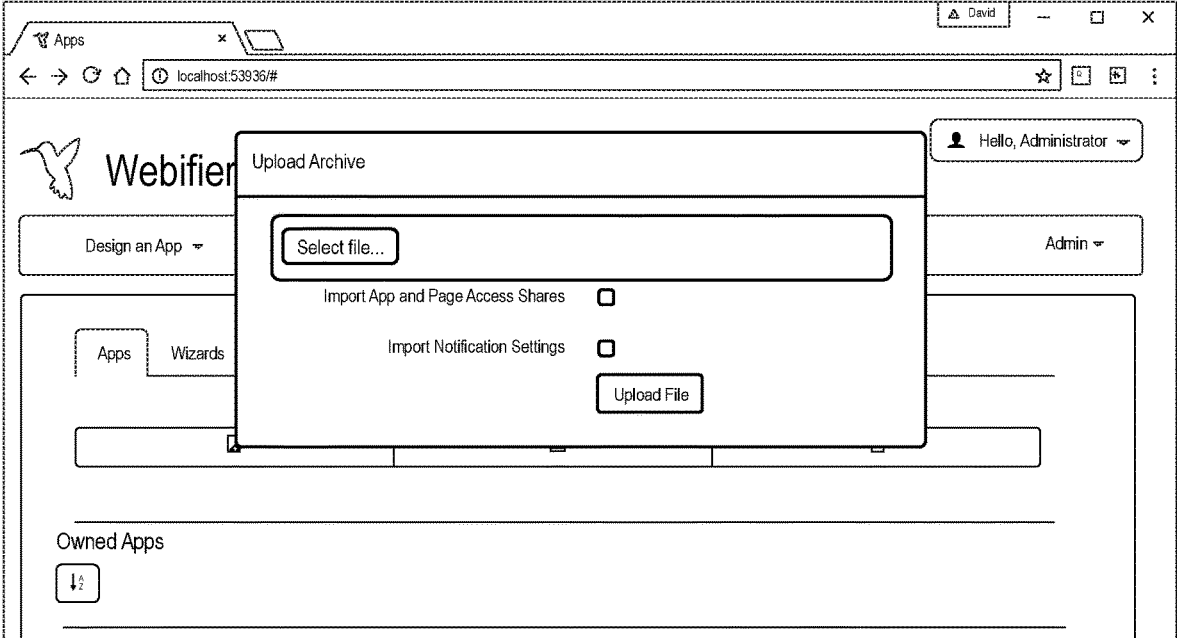 David
Apps
localhost:53936/#
Hello, Administrator
Webifier
Upload Archive
Design an App
Select file...
Admin
Import App and Page Access Shares
Apps
Wizards
Import Notification Settings
Upload File
Owned Apps
A
Z